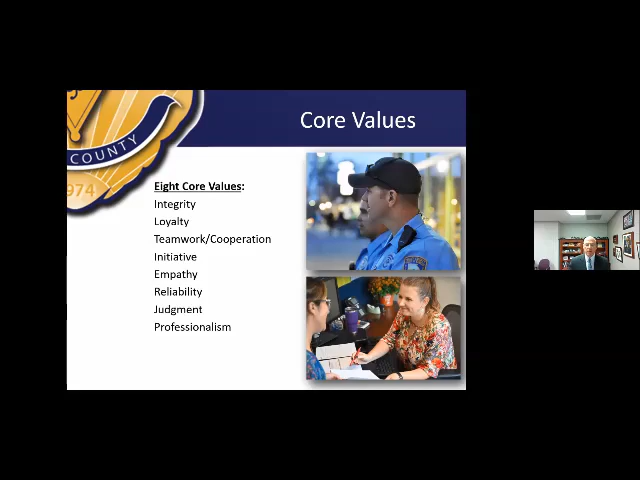 COUNTY
974
Core Values
Eight Core Values:
Integrity
Loyalty
Teamwork/Cooperation
Initiative
Empathy
Reliability
Judgment
Professionalism